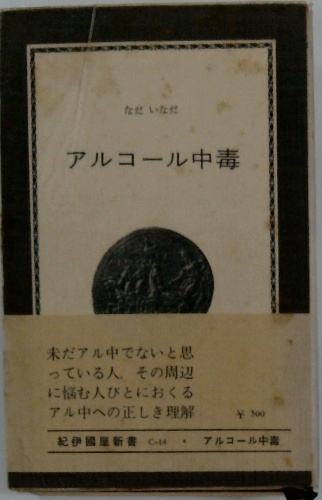 なだ いなだ
アルコール中毒
未だアル中でないと思
っている人、その周辺
に悩む人びとにおくる
アル中への正しき理解
¥ 300
紀伊國屋新書 C-14 • アルコール中毒